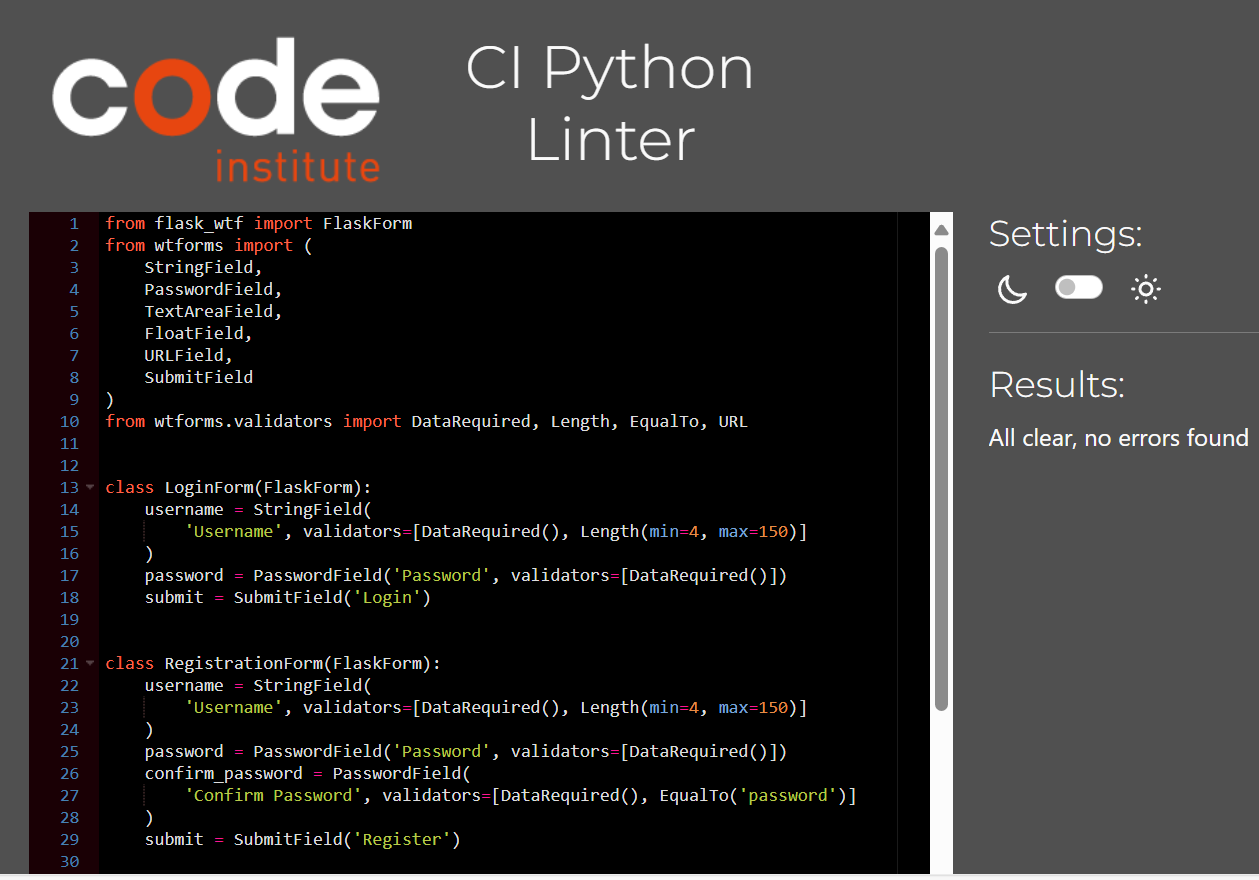 code
institute
CI Python
Linter
1 from flask_wtf import FlaskForm
2 from wtforms import (
3     StringField,
4     PasswordField,
5     TextAreaField,
6     FloatField,
7     URLField,
8     SubmitField
9 )
10 from wtforms.validators import DataRequired, Length, EqualTo, URL
11
12
13 class LoginForm(FlaskForm):
14     username = StringField(
15         'Username', validators=[DataRequired(), Length(min=4, max=150)]
16     )
17     password = PasswordField('Password', validators=[DataRequired()])
18     submit = SubmitField('Login')
19
20
21 class RegistrationForm(FlaskForm):
22     username = StringField(
23         'Username', validators=[DataRequired(), Length(min=4, max=150)]
24     )
25     password = PasswordField('Password', validators=[DataRequired()])
26     confirm_password = PasswordField(
27         'Confirm Password', validators=[DataRequired(), EqualTo('password')]
28     )
29     submit = SubmitField('Register')
30
Settings:
Results:
All clear, no errors found